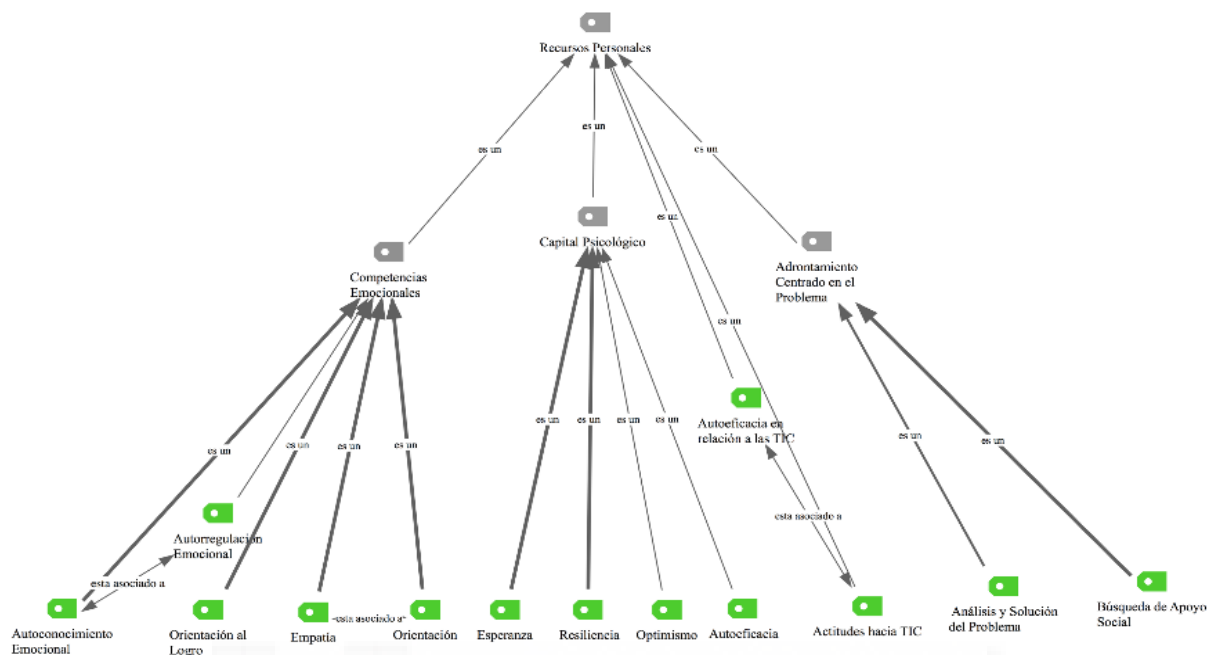 Recursos Personales
es un
es un
es un
es un
es un
Capital Psicológico
Competencias
Emocionales
Adrontamiento
Centrado en el
Problema
Autoeficacia en
relación a las TIC
es un
es un
es un
es un
es un
es un
es un
es un
es un
es un
es un
Autorregulación
Emocional
esta asociado a
esta asociado a
Autoconocimiento
Emocional
Orientación al
Logro
Empatía
-esta asociado a-
Orientación
Esperanza
Resiliencia
Optimismo
Autoeficacia
Actitudes hacia TIC
Análisis y Solución
del Problema
Búsqueda de Apoyo
Social